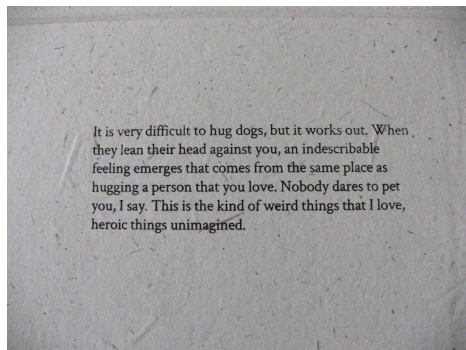 It is very difficult to hug dogs, but it works out. When
they lean their head against you, an indescribable
feeling emerges that comes from the same place as
hugging a person that you love. Nobody dares to pet
you, I say. This is the kind of weird things that I love,
heroic things unimagined.